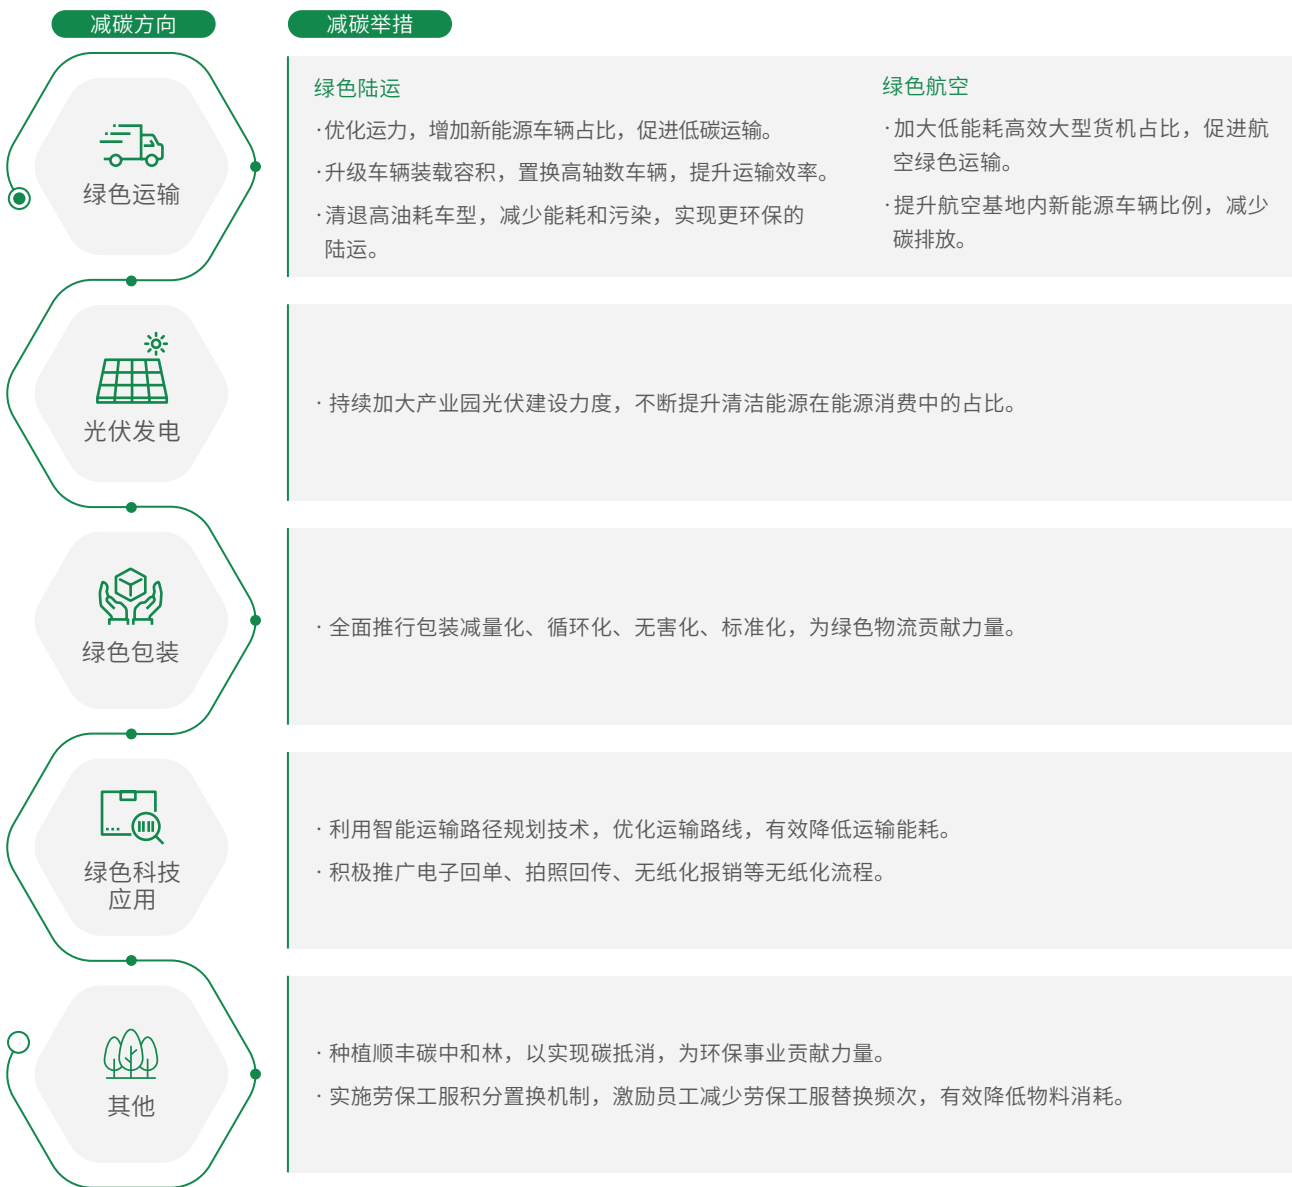 减碳方向
减碳举措
绿色运输
绿色陆运
·优化运力，增加新能源车辆占比，促进低碳运输。
·升级车辆装载容积，置换高轴数车辆，提升运输效率。
·清退高油耗车型，减少能耗和污染，实现更环保的
陆运。
绿色航空
·加大低能耗高效大型货机占比，促进航
空绿色运输。
·提升航空基地内新能源车辆比例，减少
碳排放。
光伏发电
· 持续加大产业园光伏建设力度，不断提升清洁能源在能源消费中的占比。
绿色包装
· 全面推行包装减量化、循环化、无害化、标准化，为绿色物流贡献力量。
绿色科技
应用
· 利用智能运输路径规划技术，优化运输路线，有效降低运输能耗。
· 积极推广电子回单、拍照回传、无纸化报销等无纸化流程。
其他
· 种植顺丰碳中和林，以实现碳抵消，为环保事业贡献力量。
· 实施劳保工服积分置换机制，激励员工减少劳保工服替换频次，有效降低物料消耗。